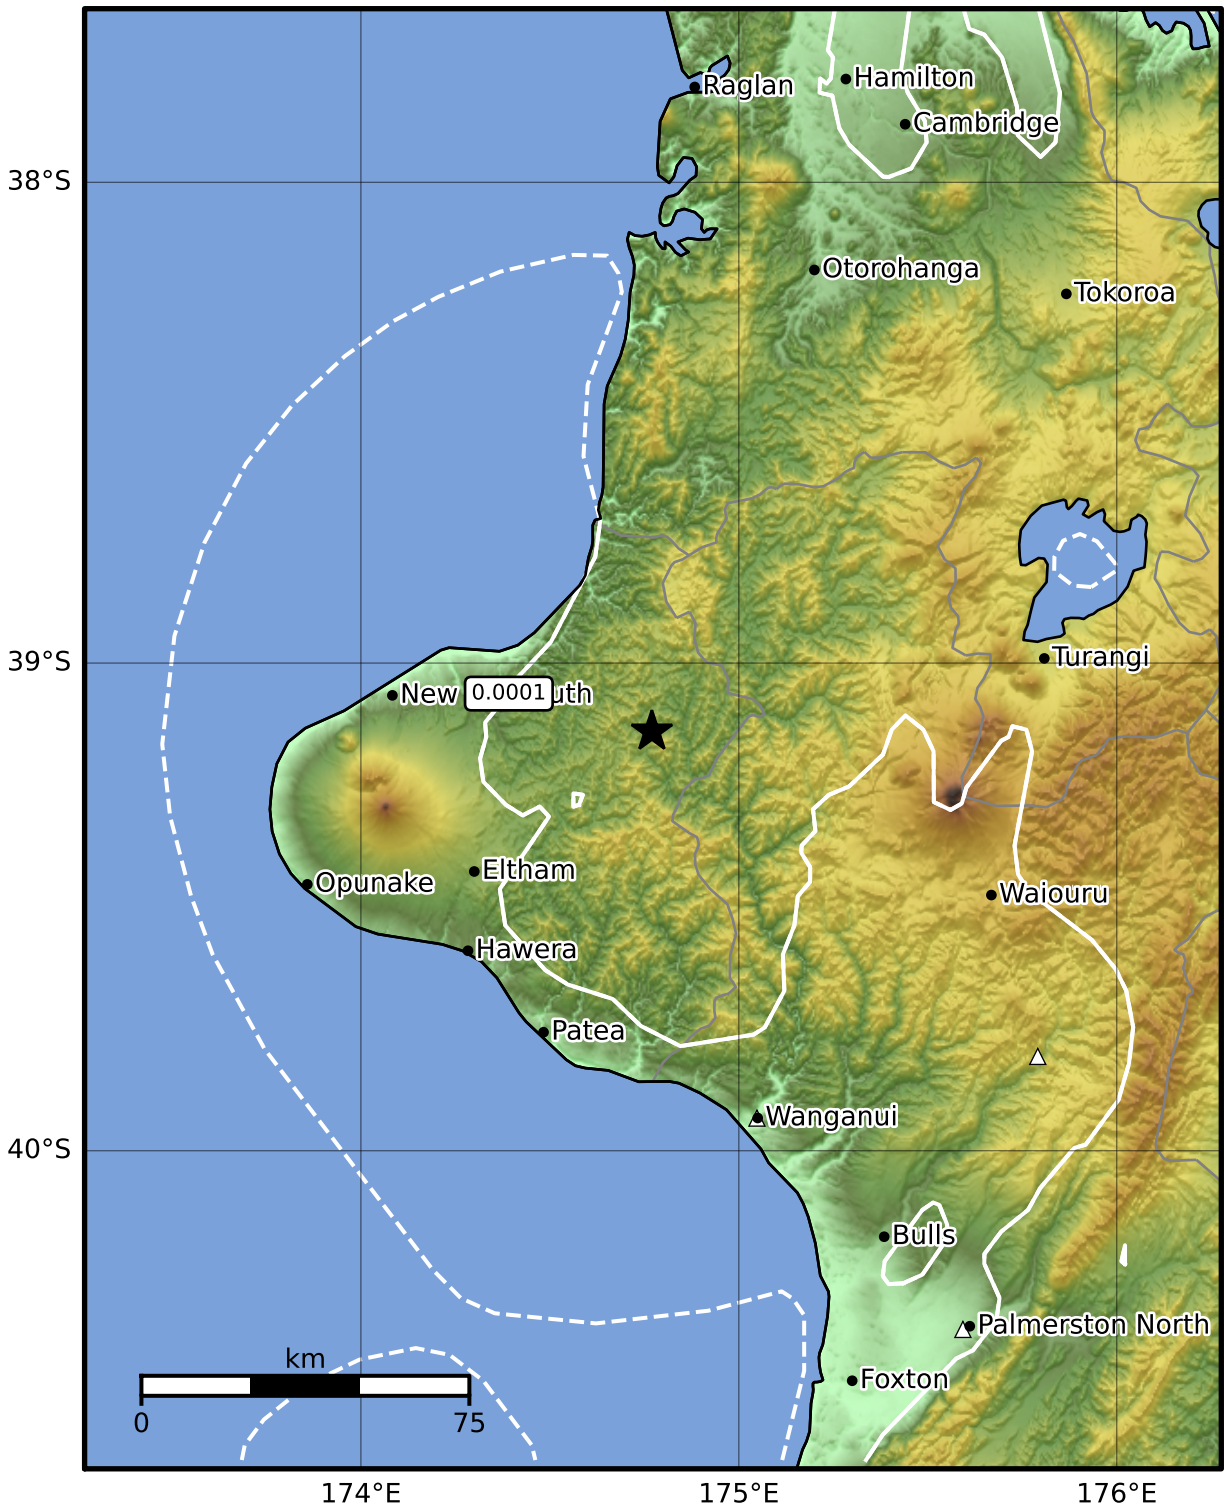 Raglan
Hamilton
Cambridge
38°S
Otorohanga
Tokoroa
39°S
Turangi
New
0.0001
uth
Eltham
Opunake
Waiouru
Hawera
Patea
Wanganui
40°S
Bulls
Palmerston North
km
Foxton
0
75
174°E
175°E
176°E